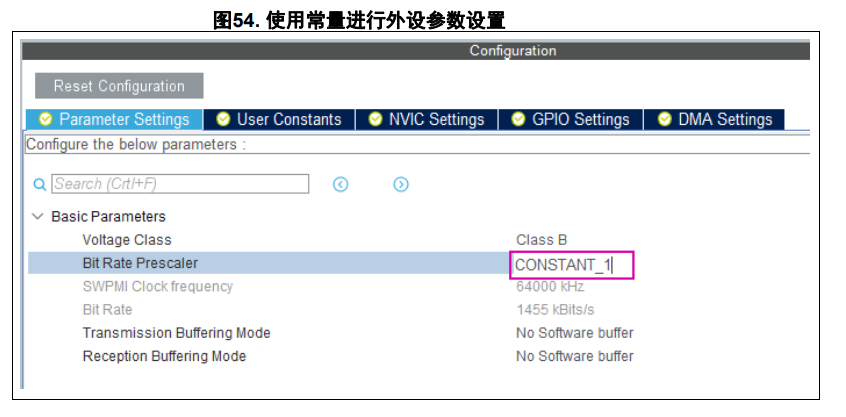 图54. 使用常量进行外设参数设置
Configuration
Reset Configuration
Parameter Settings User Constants NVIC Settings GPIO Settings DMA Settings
Configure the below parameters :
Search (Crtl+F)
Basic Parameters
Voltage Class Class B
Bit Rate Prescaler CONSTANT_1
SWPMI Clock frequency 64000 kHz
Bit Rate 1455 kBits/s
Transmission Buffering Mode No Software buffer
Reception Buffering Mode No Software buffer